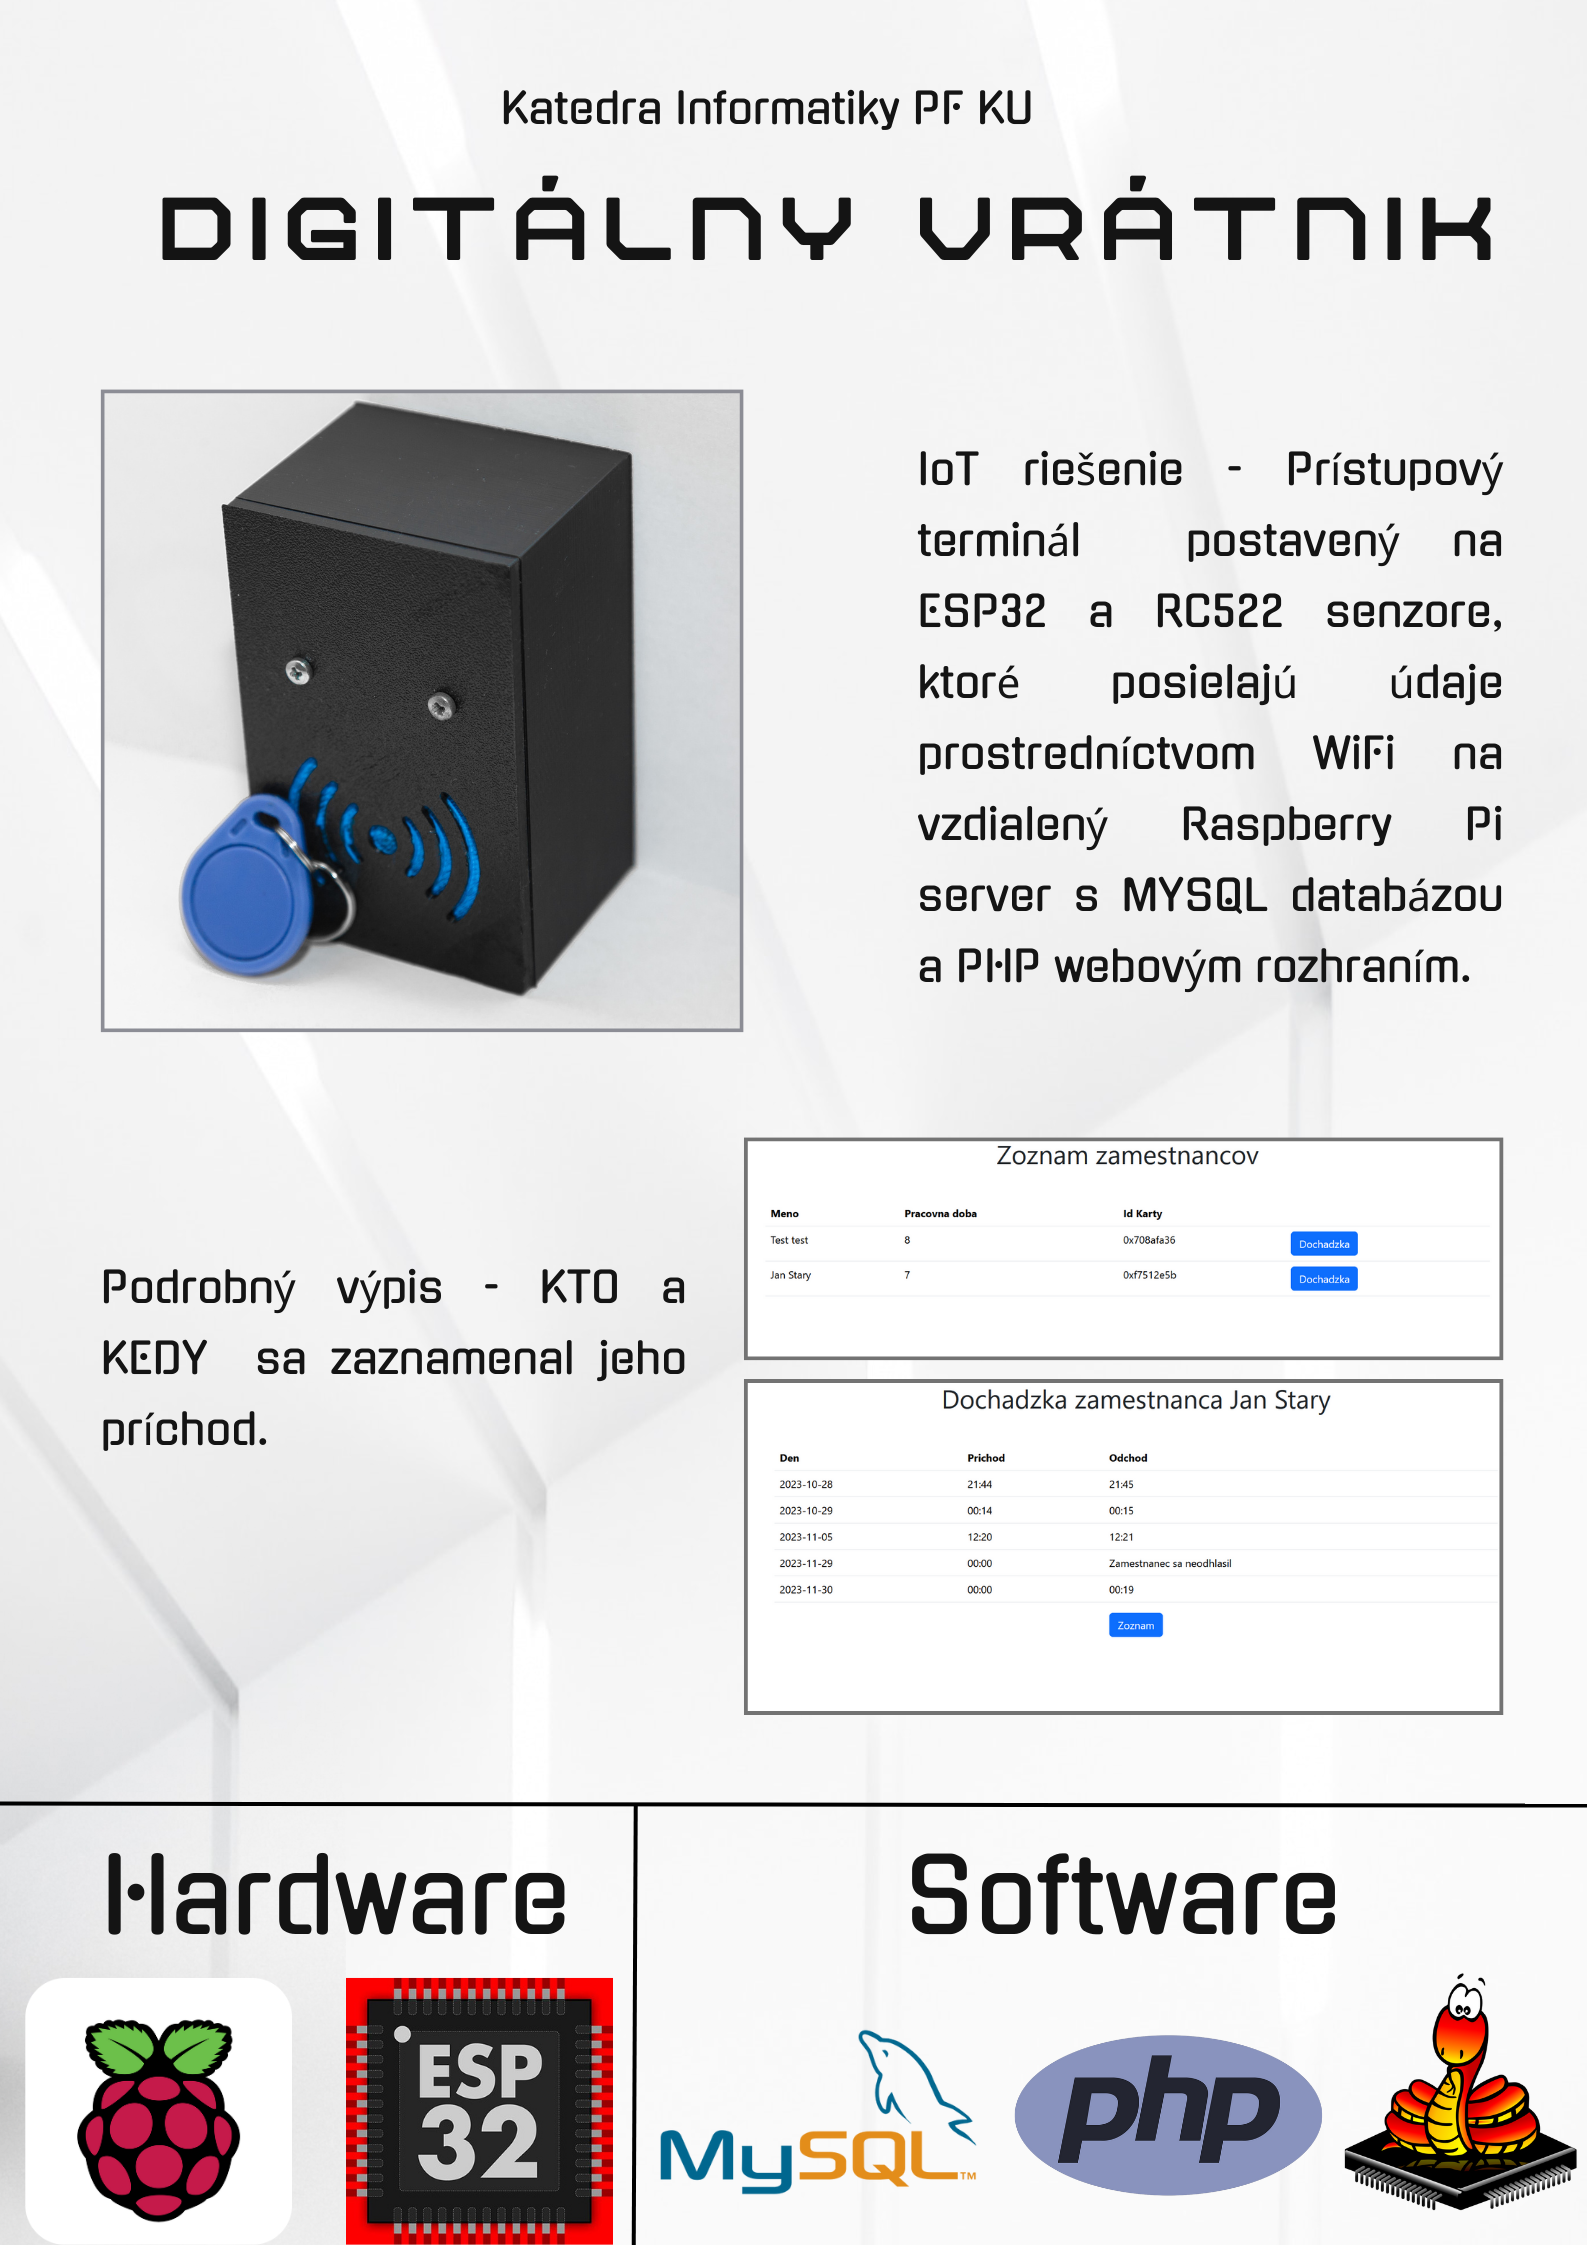 Katedra Informatiky PF KU
DIGITÁLNY VRÁTNIK
IoT riešenie - Prístupový
terminál postavený na
ESP32 a RC522 senzore,
ktoré posielajú údaje
prostredníctvom WiFi na
vzdialený Raspberry Pi
server s MYSQL databázou
a PHP webovým rozhraním.
Podrobný výpis - KTO a
KEDY sa zaznamenal jeho
príchod.
Zoznam zamestnancov
Meno Pracovna doba Id Karty
Test test 8 0x708afa36 Dochadzka
Jan Stary 7 0xf7512e5b Dochadzka
Dochadzka zamestnanca Jan Stary
Den Prichod Odchod
2023-10-28 21:44 21:45
2023-10-29 00:14 00:15
2023-11-05 12:20 12:21
2023-11-29 00:00 Zamestnanec sa neodhlasil
2023-11-30 00:00 00:19
Zoznam
Hardware
Software
ESP
32
MySQL™
php